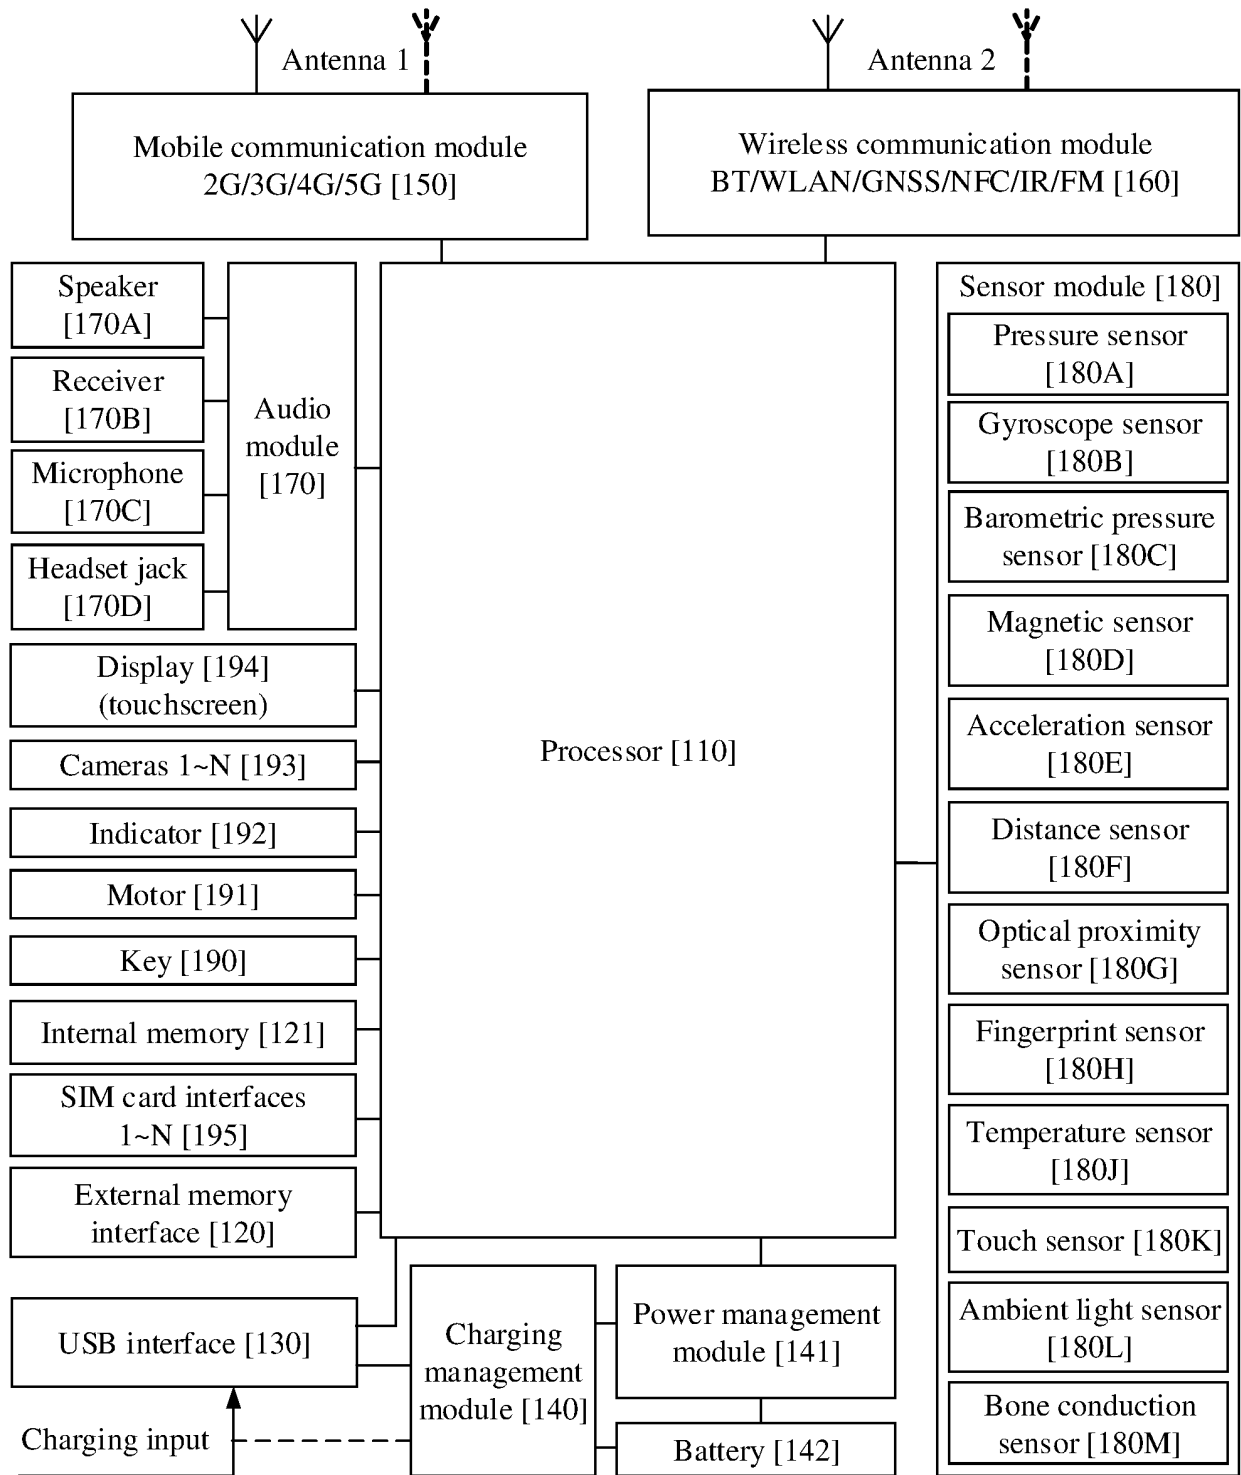 Antenna 1
Antenna 2
Mobile communication module
2G/3G/4G/5G [150]
Wireless communication module
BT/WLAN/GNSS/NFC/IR/FM [160]
Speaker
[170A]
Receiver
[170B]
Microphone
[170C]
Headset jack
[170D]
Audio
module
[170]
Display [194]
(touchscreen)
Cameras 1~N [193]
Indicator [192]
Motor [191]
Key [190]
Internal memory [121]
SIM card interfaces
1~N [195]
External memory
interface [120]
USB interface [130]
Charging input
Processor [110]
Charging
management
module [140]
Power management
module [141]
Battery [142]
Sensor module [180]
Pressure sensor
[180A]
Gyroscope sensor
[180B]
Barometric pressure
sensor [180C]
Magnetic sensor
[180D]
Acceleration sensor
[180E]
Distance sensor
[180F]
Optical proximity
sensor [180G]
Fingerprint sensor
[180H]
Temperature sensor
[180J]
Touch sensor [180K]
Ambient light sensor
[180L]
Bone conduction
sensor [180M]